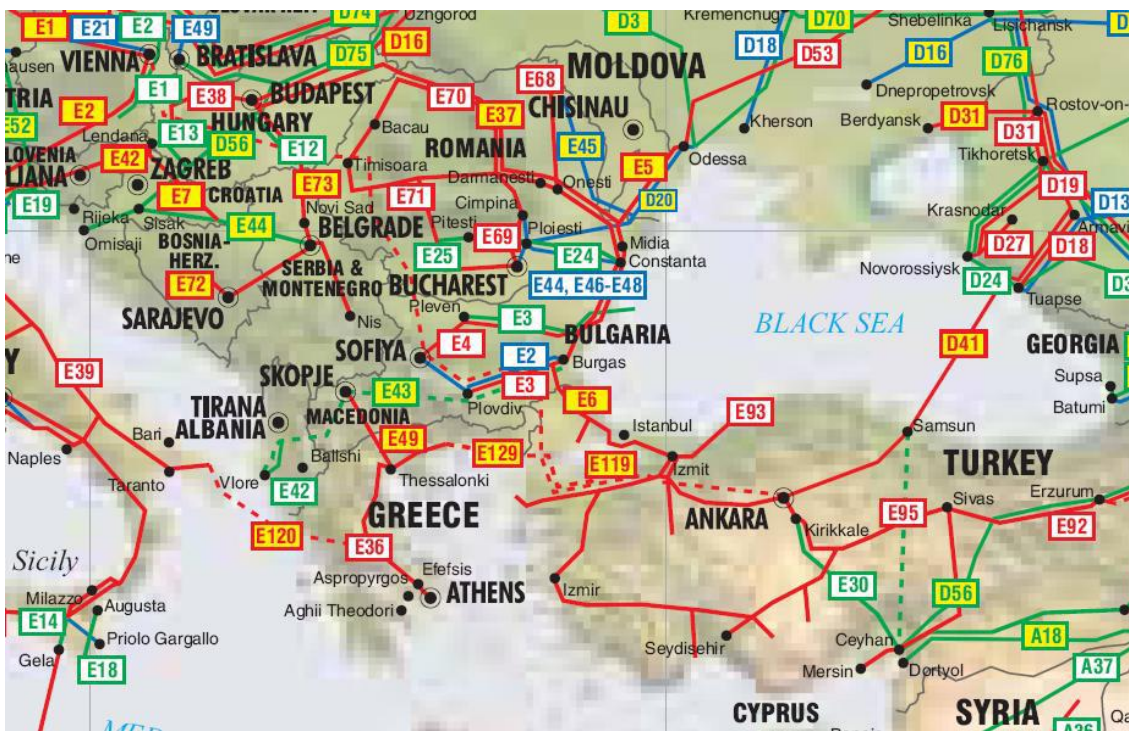 E1
E21
E2
E49
D74
Uzhgorod
D16
D3
Kremenchug
D70
Shebelinka
Lisichansk
VIENNA
BRATISLAVA
D75
E68
MOLDOVA
D18
D53
D16
D76
hausen
TRIA
E2
E1
E38
BUDAPEST
HUNGARY
E70
E37
CHISINAU
Dnepropetrovsk
Rostov-on-
E52
Lendana
E13
D56
E12
Bacau
ROMANIA
E45
Kherson
Berdyansk
D31
D31
LOVENIA
LJANA
E42
ZAGREB
Timisoara
E5
Odessa
Tikhoretsk
E7
CROATIA
E73
E71
Darmanesti
Onesti
D20
D19
E19
Rijeka
Sisak
E44
Novi Sad
Cimpina
Krasnodar
D13
Omisaji
BOSNIA-
HERZ.
BELGRADE
Pitesti
E69
Ploiesti
Midia
D27
D18
Armavi
E25
E24
Constanta
Novorossiysk
E72
SERBIA &
MONTENEGRO
BUCHAREST
E44, E46-E48
D24
SARAJEVO
Pleven
Tuapse
Nis
E3
BLACK SEA
BULGARIA
E4
E2
D41
GEORGIA
SOFIYA
Burgas
E39
SKOPJE
E43
E3
Supsa
Plovdiv
Batumi
TIRANA
ALBANIA
MACEDONIA
E6
Istanbul
E93
Samsun
Bari
E49
E129
E119
Izmit
TURKEY
Naples
Ballshi
Thessalonki
Taranto
Vlore
E42
Sivas
Erzurum
GREECE
ANKARA
E95
E92
E120
E36
Kirikkale
Sicily
Aspropyrgos
Efefsis
E30
D56
Milazzo
ATHENS
Izmir
Augusta
Aghii Theodori
E14
Priolo Gargallo
Seydisehir
Ceyhan
A18
Gela
E18
Mersin
Dortyol
A37
CYPRUS
SYRIA